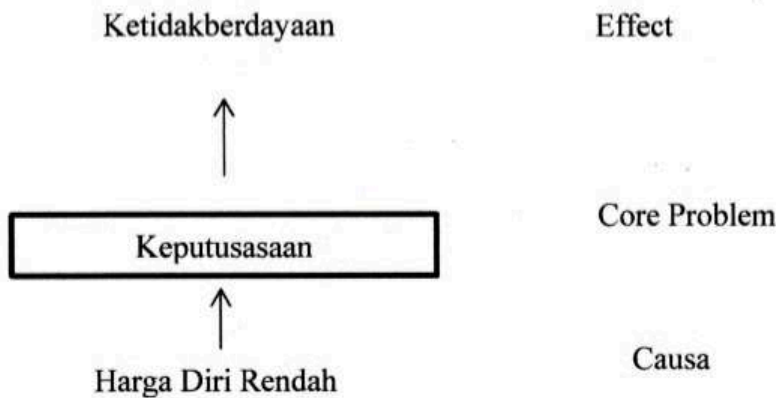 Ketidakberdayaan Effect
Core Problem
Keputusasaan
Causa
Harga Diri Rendah